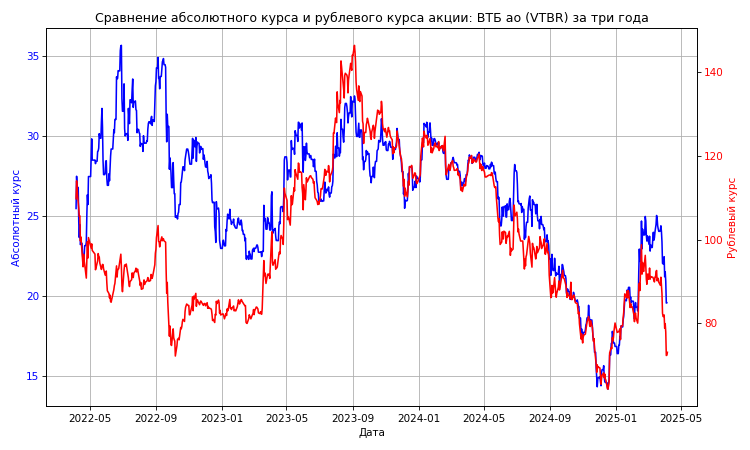 Сравнение абсолютного курса и рублевого курса акции: ВТБ ао (VTBR) за три года
35
30
25
20
15
Абсолютный курс
140
120
100
80
Рублевый курс
2022-05 2022-09 2023-01 2023-05 2023-09 2024-01 2024-05 2024-09 2025-01 2025-05
Дата